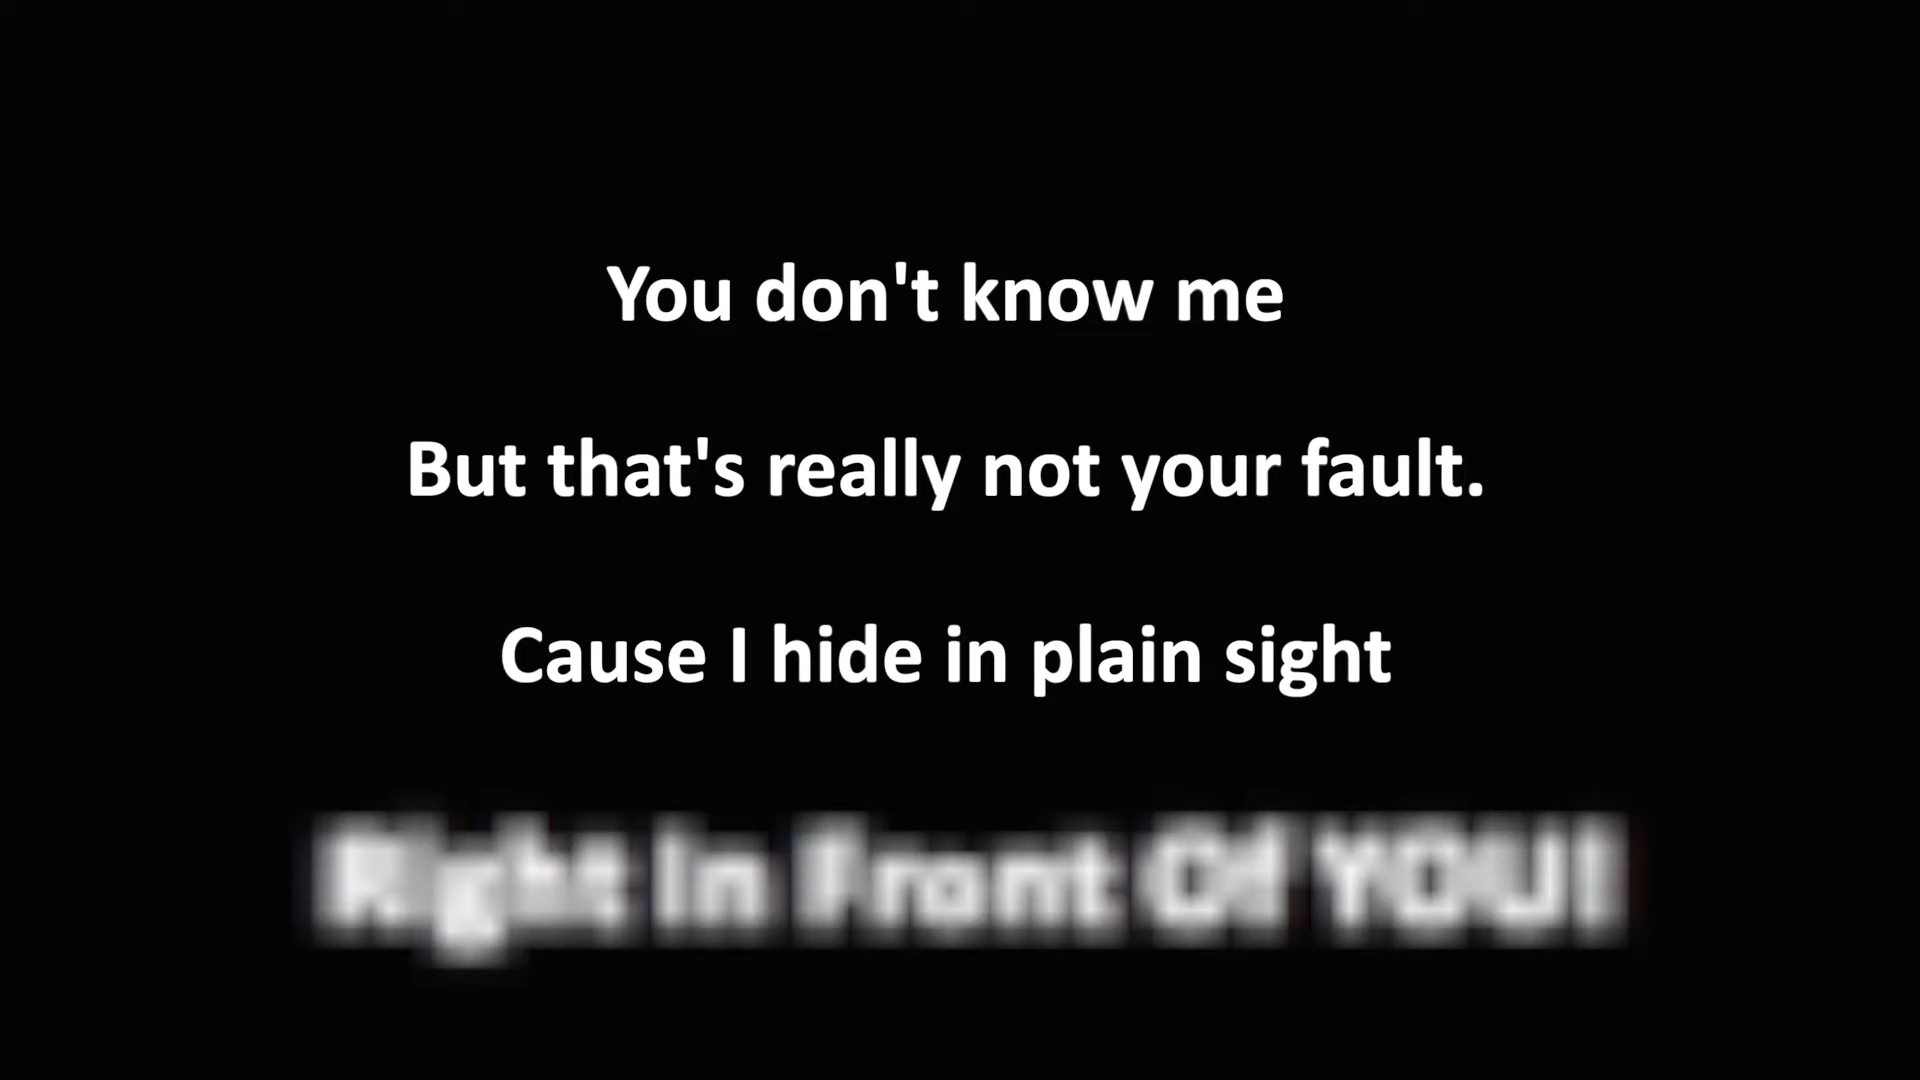 You don't know me
But that's really not your fault.
Cause I hide in plain sight
Right In Front Of YOU!